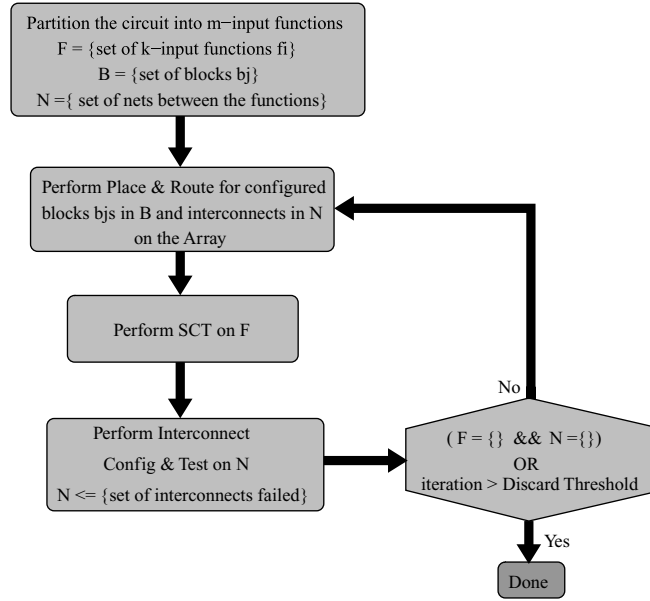 Partition the circuit into m−input functions
F = {set of k−input functions fi}
B = {set of blocks bj}
N ={ set of nets between the functions}
Perform Place & Route for configured
blocks bjs in B and interconnects in N
on the Array
Perform SCT on F
Perform Interconnect
Config & Test on N
N <= {set of interconnects failed}
No
( F = {} && N ={})
OR
iteration > Discard Threshold
Yes
Done